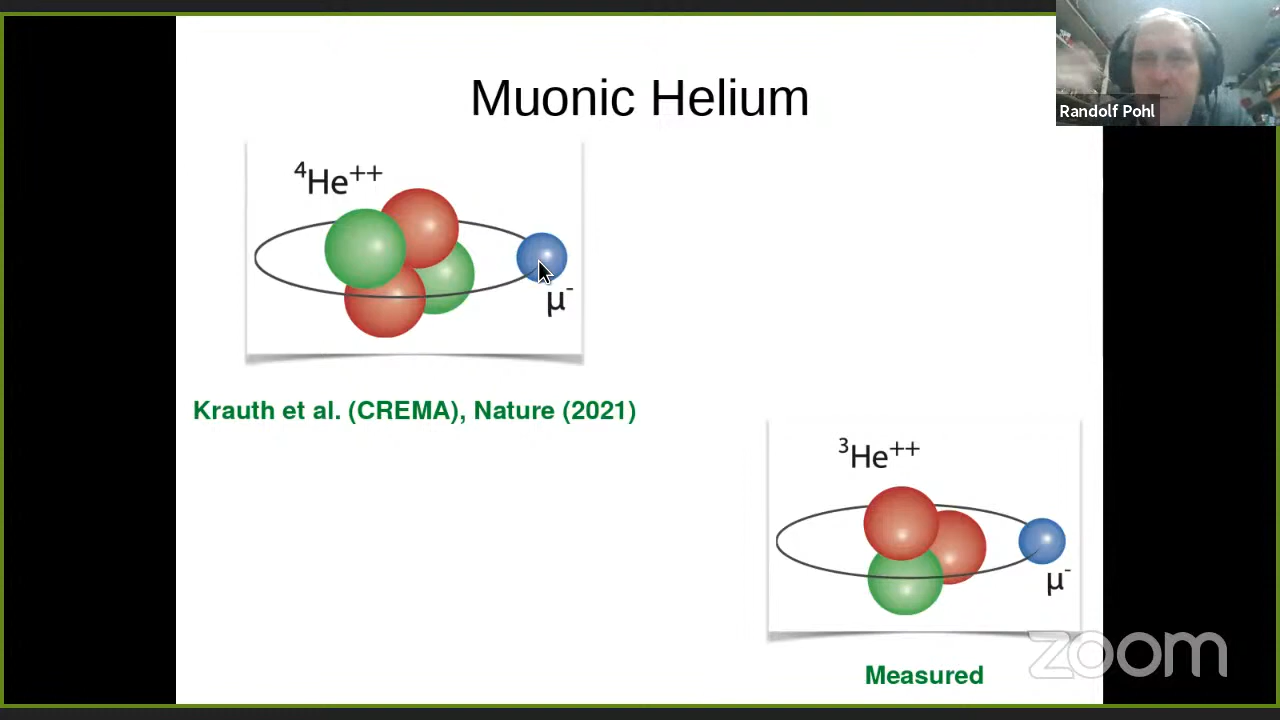 Muonic Helium
Randolf Pohl
⁴He⁺⁺
μ⁻
Krauth et al. (CREMA), Nature (2021)
³He⁺⁺
μ⁻
Measured
zoom